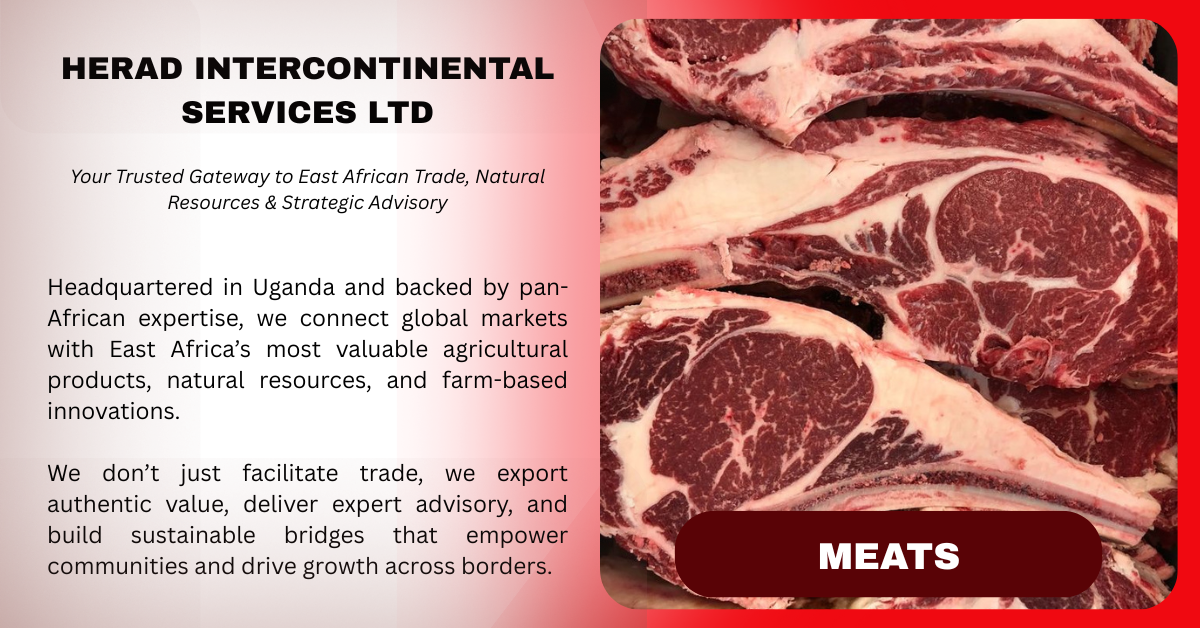 HERAD INTERCONTINENTAL
SERVICES LTD
Your Trusted Gateway to East African Trade, Natural
Resources & Strategic Advisory
Headquartered in Uganda and backed by pan-
African expertise, we connect global markets
with East Africa’s most valuable agricultural
products, natural resources, and farm-based
innovations.
We don’t just facilitate trade, we export
authentic value, deliver expert advisory, and
build sustainable bridges that empower
communities and drive growth across borders.
MEATS